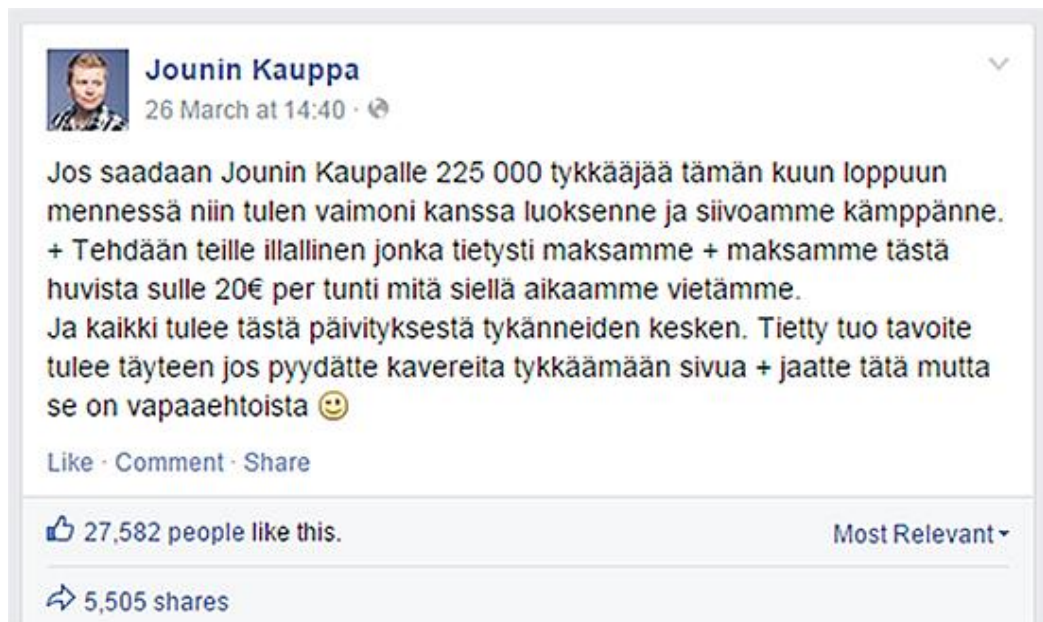 Jounin Kauppa
26 March at 14:40 ·
Jos saadaan Jounin Kaupalle 225 000 tykkääjää tämän kuun loppuun
mennessä niin tulen vaimoni kanssa luoksenne ja siivoamme kämppänne.
+ Tehdään teille illallinen jonka tietysti maksamme + maksamme tästä
huvista sulle 20€ per tunti mitä siellä aikaamme vietämme.
Ja kaikki tulee tästä päivityksestä tykänneiden kesken. Tietty tuo tavoite
tulee täyteen jos pyydätte kavereita tykkäämään sivua + jaatte tätä mutta
se on vapaaehtoista 🙂
Like · Comment · Share
27,582 people like this. Most Relevant
5,505 shares